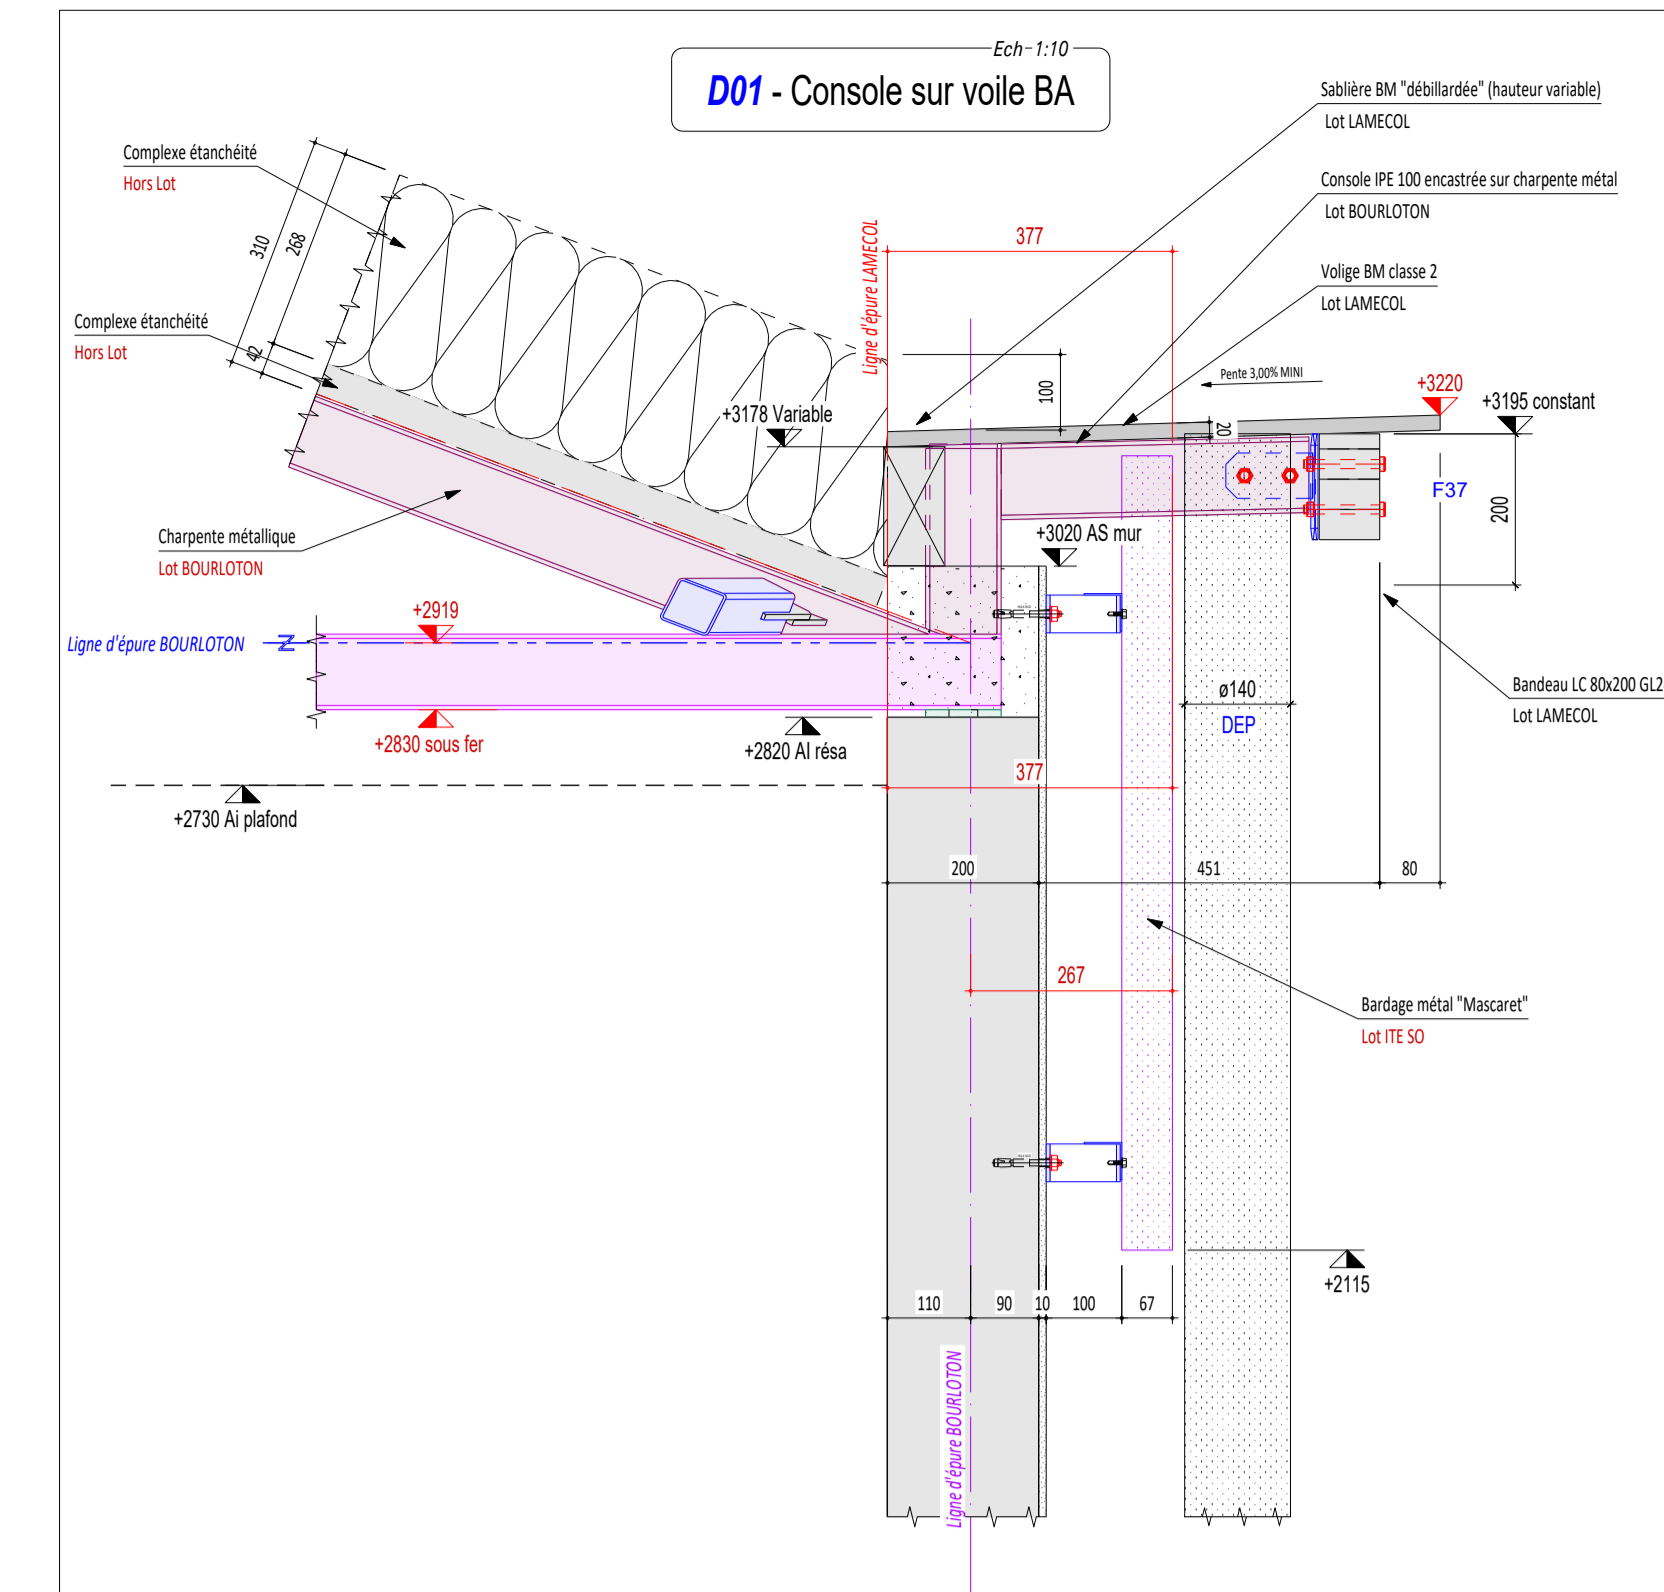 Ech 1:10
D01 - Console sur voile BA
Sablière BM "débillardée" (hauteur variable)
Lot LAMECOL
Console IPE 100 encastrée sur charpente métal
Lot BOURLOTON
Volige BM classe 2
Lot LAMECOL
Complexe étanchéité
Hors Lot
310
268
42
Complexe étanchéité
Hors Lot
Ligne d'épure LAMECOL
377
100
Pente 3,00% MINI
20
+3220
+3195 constant
+3178 Variable
F37
200
+3020 AS mur
Charpente métallique
Lot BOURLOTON
+2919
Ligne d'épure BOURLOTON
+2830 sous fer
+2820 AI résa
+2730 Ai plafond
ø140
DEP
Bandeau LC 80x200 GL2
Lot LAMECOL
377
200
451
80
267
Bardage métal "Mascaret"
Lot ITE SO
+2115
110
90
10
100
67
Ligne d'épure BOURLOTON